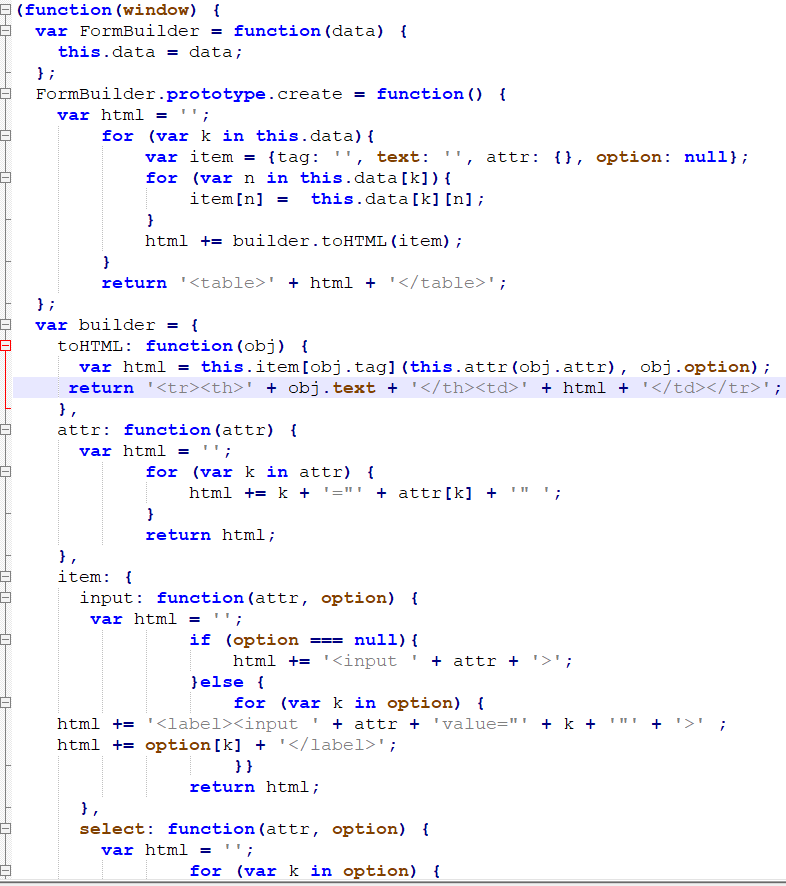 (function(window) {
  var FormBuilder = function(data) {
    this.data = data;
  };
  FormBuilder.prototype.create = function() {
    var html = '';
        for (var k in this.data){
            var item = {tag: '', text: '', attr: {}, option: null};
            for (var n in this.data[k]){
                item[n] =  this.data[k][n];
            }
            html += builder.toHTML(item);
        }
        return '<table>' + html + '</table>';
  };
  var builder = {
    toHTML: function(obj) {
      var html = this.item[obj.tag](this.attr(obj.attr), obj.option);
     return '<tr><th>' + obj.text + '</th><td>' + html + '</td></tr>';
    },
    attr: function(attr) {
      var html = '';
            for (var k in attr) {
                html += k + '="' + attr[k] + '" ';
            }
            return html;
    },
    item: {
      input: function(attr, option) {
       var html = '';
                if (option === null){
                    html += '<input ' + attr + '>';
                }else {
                    for (var k in option) {
    html += '<label><input ' + attr + 'value="' + k + '"' + '>' ;
    html += option[k] + '</label>';
                    }}
                return html;
      },
      select: function(attr, option) {
        var html = '';
                for (var k in option) {